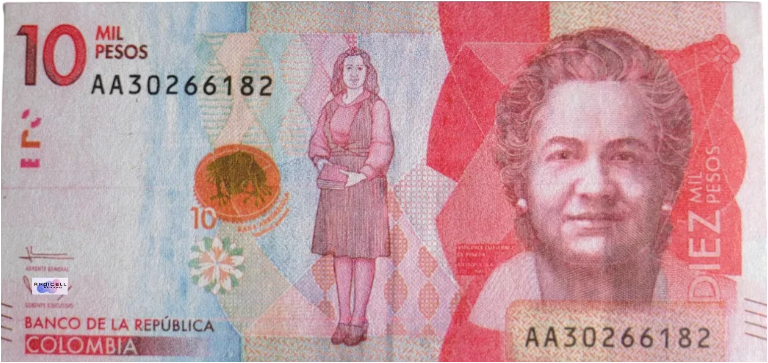 10 MIL
PESOS
AA30266182
10
GERENTE GENERAL
GERENTE EJECUTIVO
BANCO DE LA REPÚBLICA
COLOMBIA
DIEZ MIL
PESOS
AA30266182